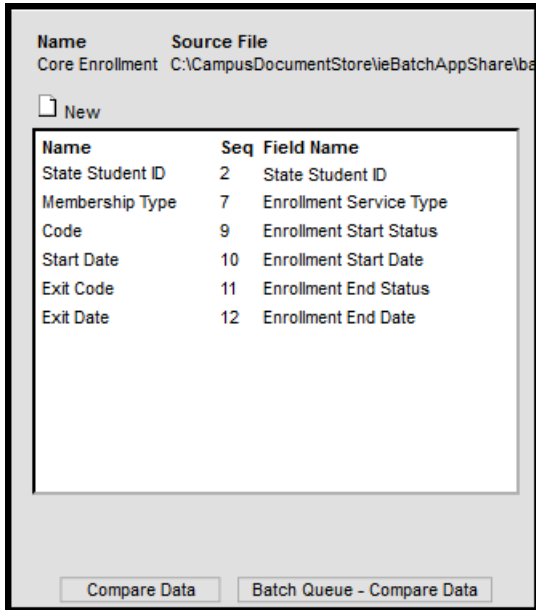 Name Source File
Core Enrollment C:\CampusDocumentStore\ieBatchAppShare\ba
New
Name Seq Field Name
State Student ID 2 State Student ID
Membership Type 7 Enrollment Service Type
Code 9 Enrollment Start Status
Start Date 10 Enrollment Start Date
Exit Code 11 Enrollment End Status
Exit Date 12 Enrollment End Date
Compare Data Batch Queue - Compare Data